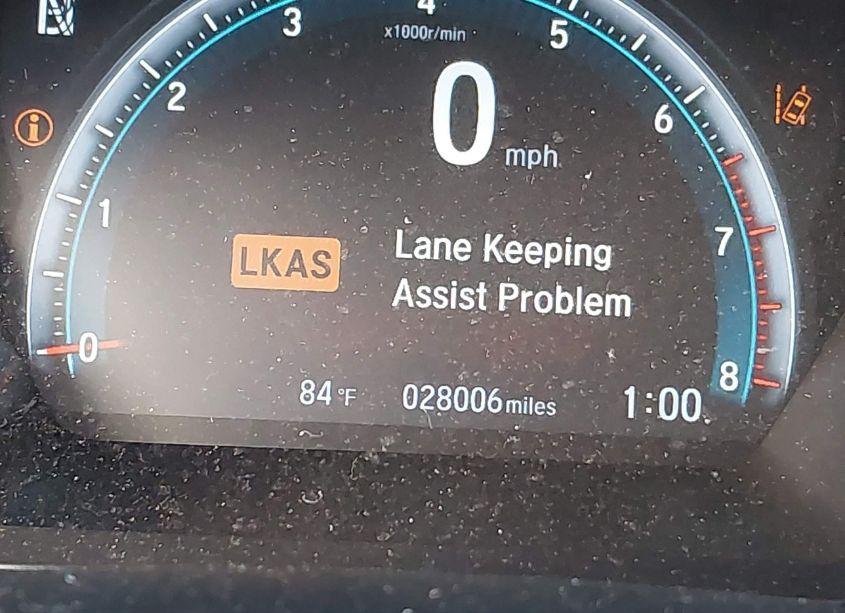 4
3
5
x1000r/min
2
0
mph
6
i
1
7
LKAS
Lane Keeping
Assist Problem
0
8
84°F
028006 miles
1:00